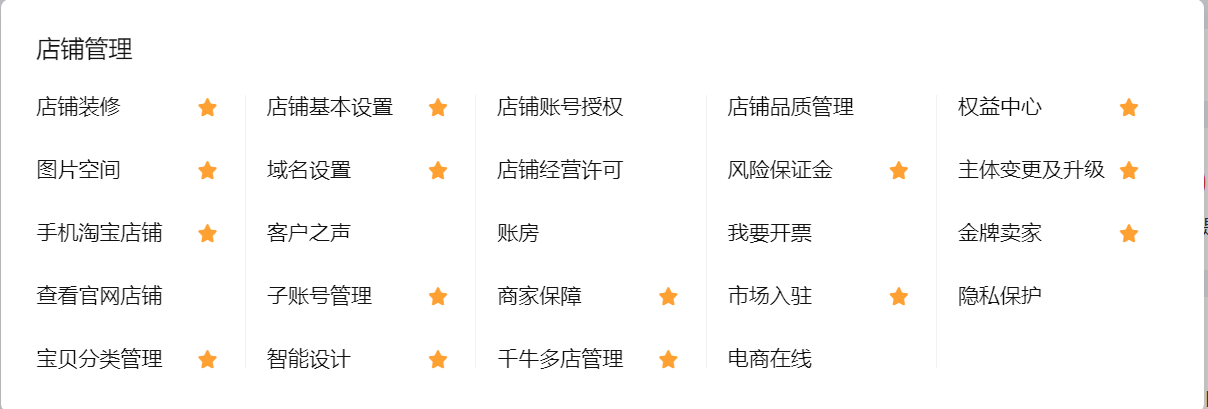 店铺管理
店铺装修 店铺基本设置 店铺账号授权 店铺品质管理 权益中心
图片空间 域名设置 店铺经营许可 风险保证金 主体变更及升级
手机淘宝店铺 客户之声 账房 我要开票 金牌卖家
查看官网店铺 子账号管理 商家保障 市场入驻 隐私保护
宝贝分类管理 智能设计 千牛多店管理 电商在线